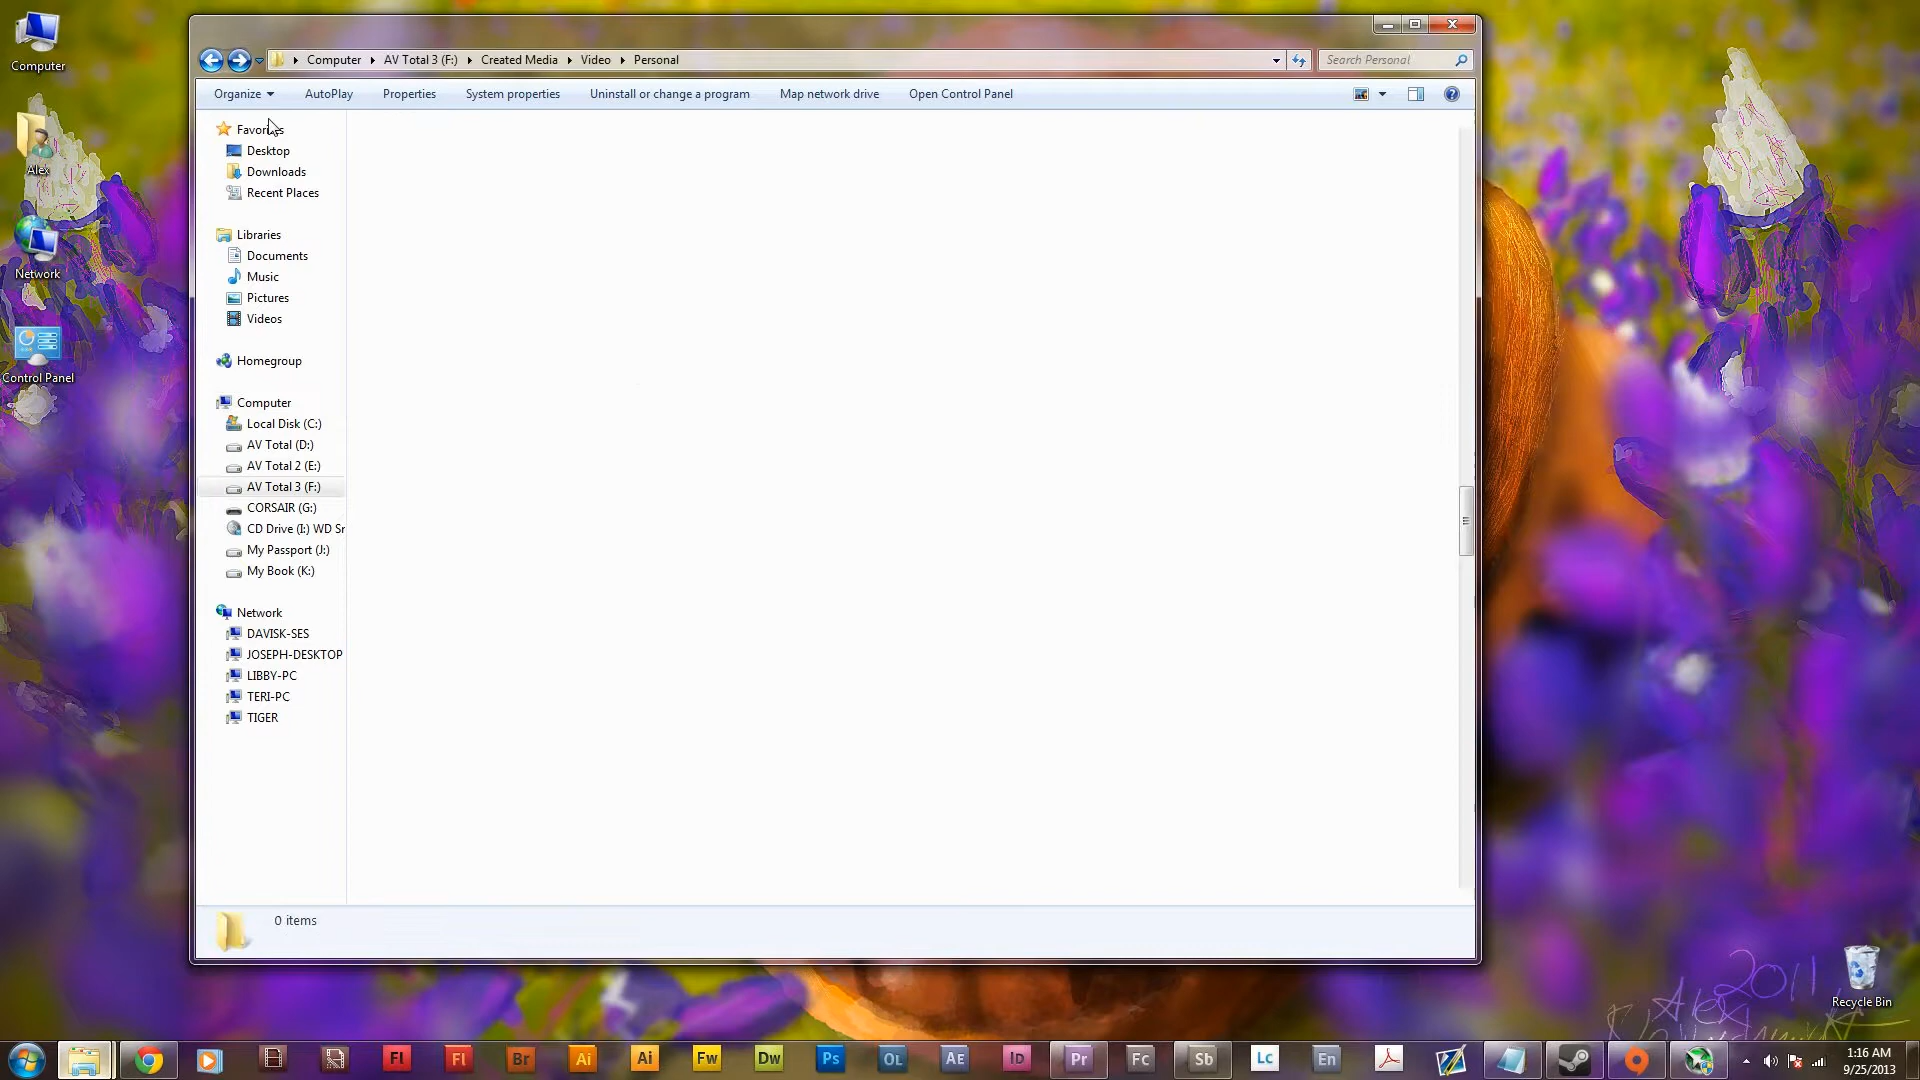 Computer
Alex
Network
Control Panel
Computer
AV Total 3 (F:)
Created Media
Video
Personal
Search Personal
Organize
AutoPlay
Properties
System properties
Uninstall or change a program
Map network drive
Open Control Panel
Favorites
Desktop
Downloads
Recent Places
Libraries
Documents
Music
Pictures
Videos
Homegroup
Computer
Local Disk (C:)
AV Total (D:)
AV Total 2 (E:)
AV Total 3 (F:)
CORSAIR (G:)
CD Drive (I:) WD Sr
My Passport (J:)
My Book (K:)
Network
DAVISK-SES
JOSEPH-DESKTOP
LIBBY-PC
TERI-PC
TIGER
0 items
2011
Alex
Recycle Bin
Fl
Fl
Br
Ai
Ai
Fw
Dw
Ps
OL
AE
ID
Pr
Fc
Sb
Lc
En
1:16 AM
9/25/2013